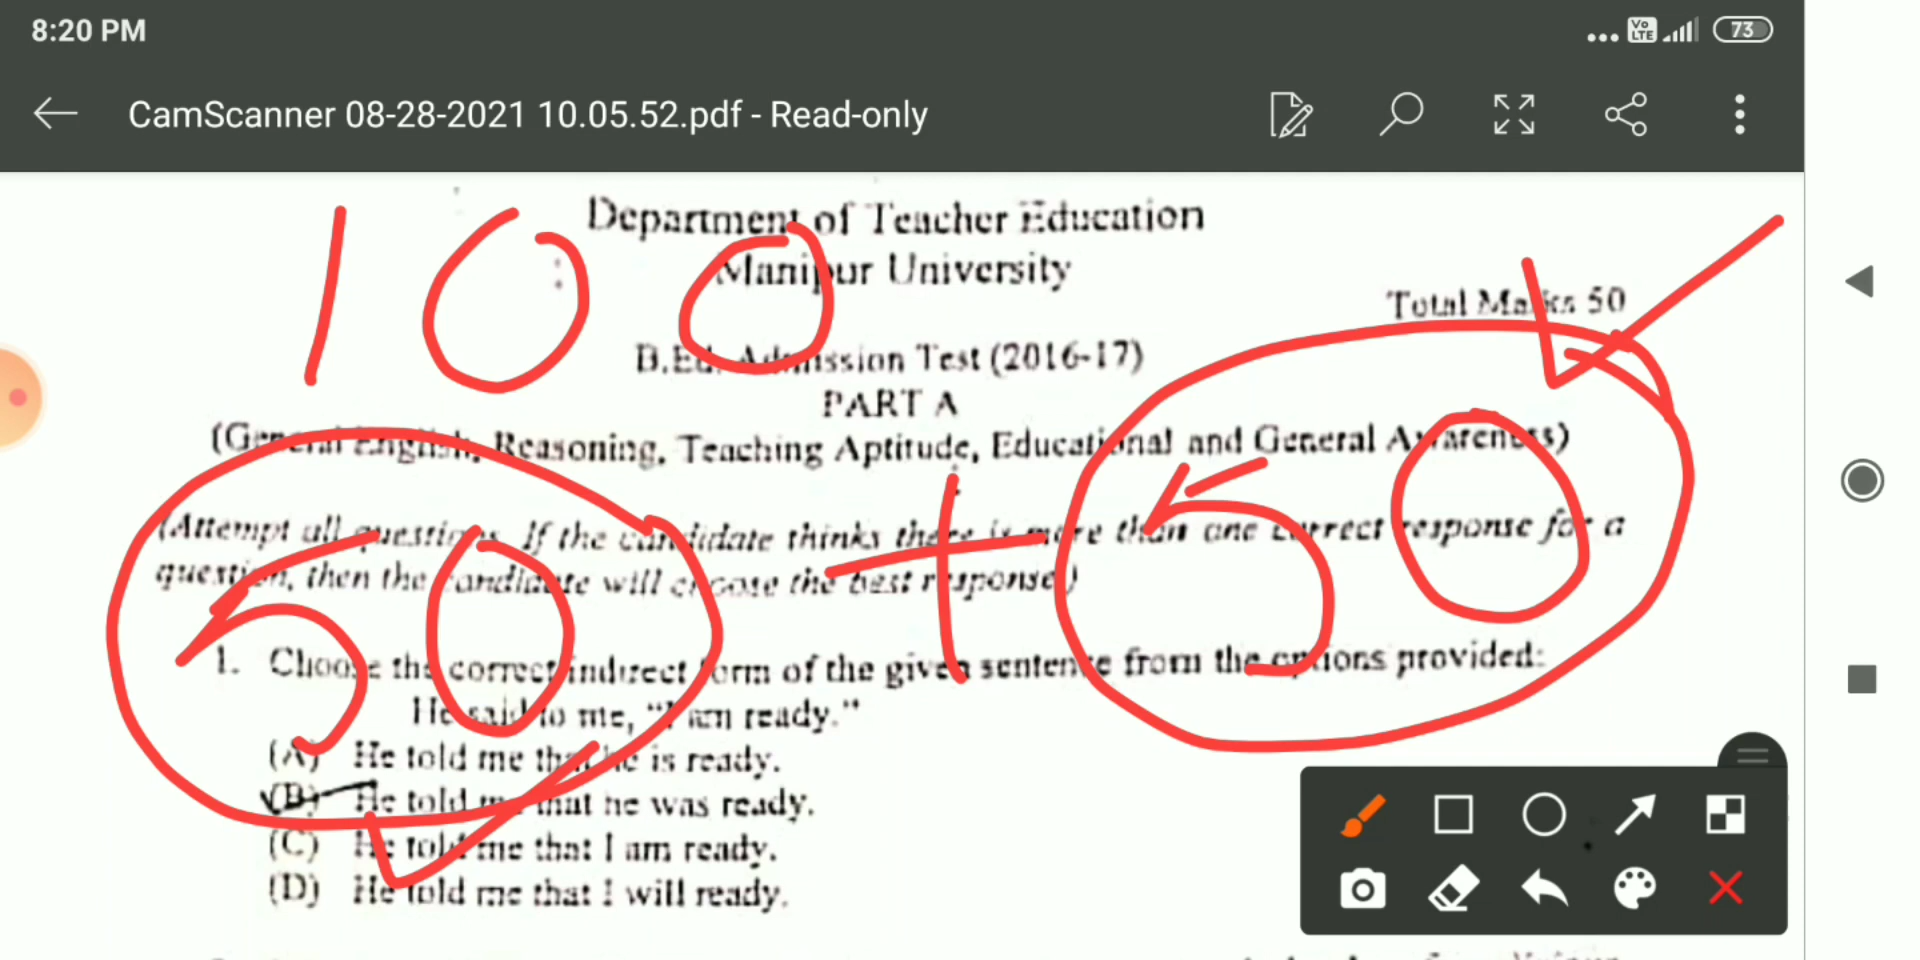 8:20 PM
Vo LTE 73
CamScanner 08-28-2021 10.05.52.pdf - Read-only
Department of Teacher Education
Manipur University
Total Marks 50
B.Ed. Admission Test (2016-17)
PART A
(General English, Reasoning, Teaching Aptitude, Educational and General Awareness)
(Attempt all questions. If the candidate thinks there is more than one correct response for a
question, then the candidate will choose the best response.)
1. Choose the correct indirect form of the given sentence from the options provided:
He said to me, “I am ready.”
(A) He told me that he is ready.
(B) He told me that he was ready.
(C) He told me that I am ready.
(D) He told me that I will ready.
100
50 + 50